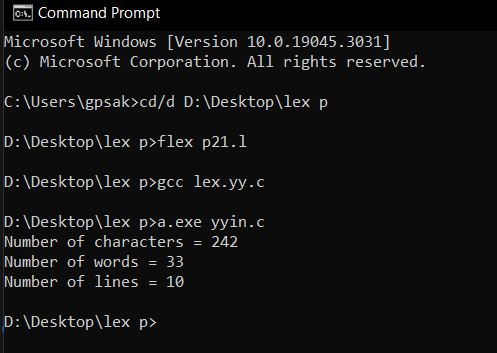 Command Prompt
Microsoft Windows [Version 10.0.19045.3031]
(c) Microsoft Corporation. All rights reserved.
C:\Users\gpsak>cd/d D:\Desktop\lex p
D:\Desktop\lex p>flex p21.l
D:\Desktop\lex p>gcc lex.yy.c
D:\Desktop\lex p>a.exe yyin.c
Number of characters = 242
Number of words = 33
Number of lines = 10
D:\Desktop\lex p>